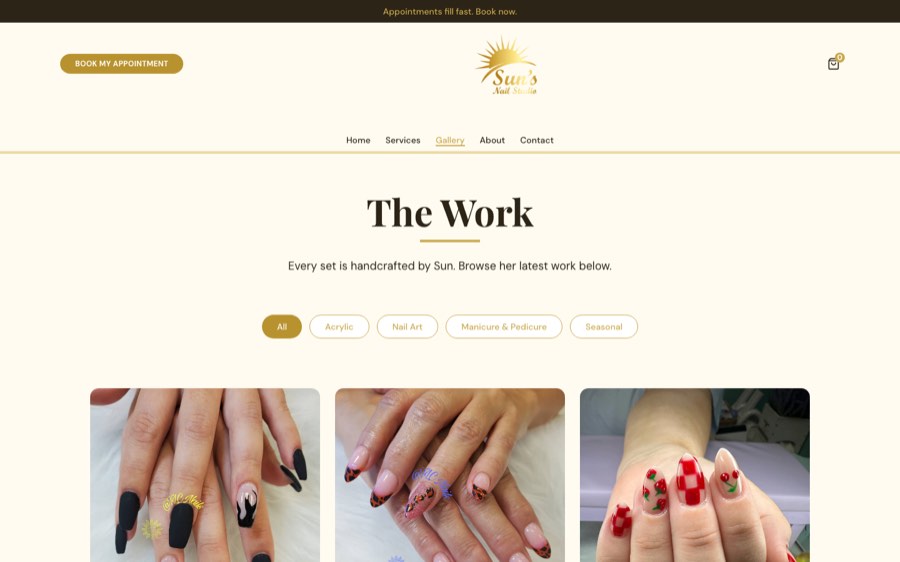 Appointments fill fast. Book now.
BOOK MY APPOINTMENT
Sun's
Nail Studio
0
Home Services Gallery About Contact
The Work
Every set is handcrafted by Sun. Browse her latest work below.
All Acrylic Nail Art Manicure & Pedicure Seasonal